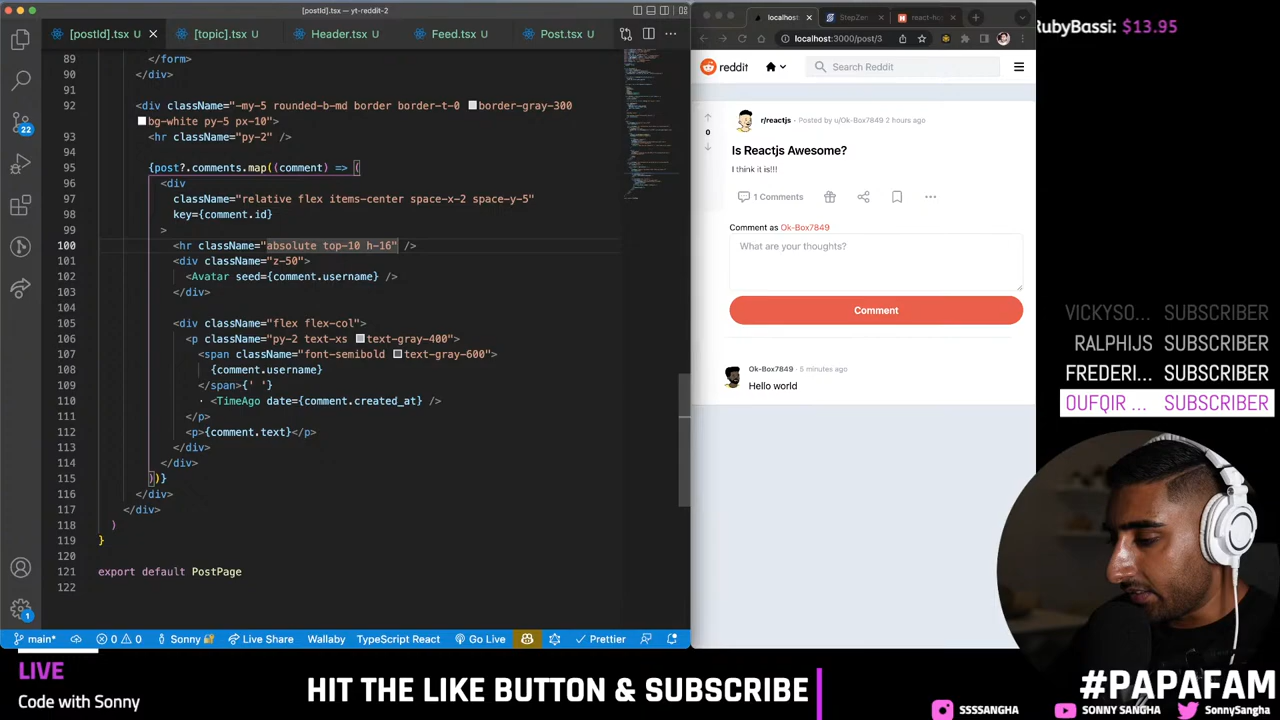 [postId].tsx — yt-reddit-2
[postId].tsx U
[topic].tsx U
Header.tsx U
Feed.tsx U
Post.tsx U
89 </form>
90 </div>
91
92 <div className="-my-5 rounded-b-md border border-t-0 border-gray-300
bg-white py-5 px-10">
93 <hr className="py-2" />
94
95 {post?.comments.map((comment) => (
96 <div
97 className="relative flex items-center space-x-2 space-y-5"
98 key={comment.id}
99 >
100 <hr className="absolute top-10 h-16" />
101 <div className="z-50">
102 <Avatar seed={comment.username} />
103 </div>
104
105 <div className="flex flex-col">
106 <p className="py-2 text-xs text-gray-400">
107 <span className="font-semibold text-gray-600">
108 {comment.username}
109 </span>{' '}
110 · <TimeAgo date={comment.created_at} />
111 </p>
112 <p>{comment.text}</p>
113 </div>
114 </div>
115 ))}
116 </div>
117 </div>
118 )
119 }
120
121 export default PostPage
122
22
1
main*
0 0
Sonny
Live Share
Wallaby
TypeScript React
Go Live
Prettier
localhos
StepZen
react-ho
localhost:3000/post/3
reddit
Search Reddit
0
r/reactjs • Posted by u/Ok-Box7849 2 hours ago
Is Reactjs Awesome?
I think it is!!!
1 Comments
Comment as Ok-Box7849
What are your thoughts?
Comment
Ok-Box7849 · 5 minutes ago
Hello world
RubyBassi: $13.95
VICKYSO... SUBSCRIBER
RALPHIJS SUBSCRIBER
FREDERI... SUBSCRIBER
OUFQIR ... SUBSCRIBER
LIVE
Code with Sonny
HIT THE LIKE BUTTON & SUBSCRIBE
#PAPAFAM
SSSSANGHA
SONNY SANGHA
SonnySangha